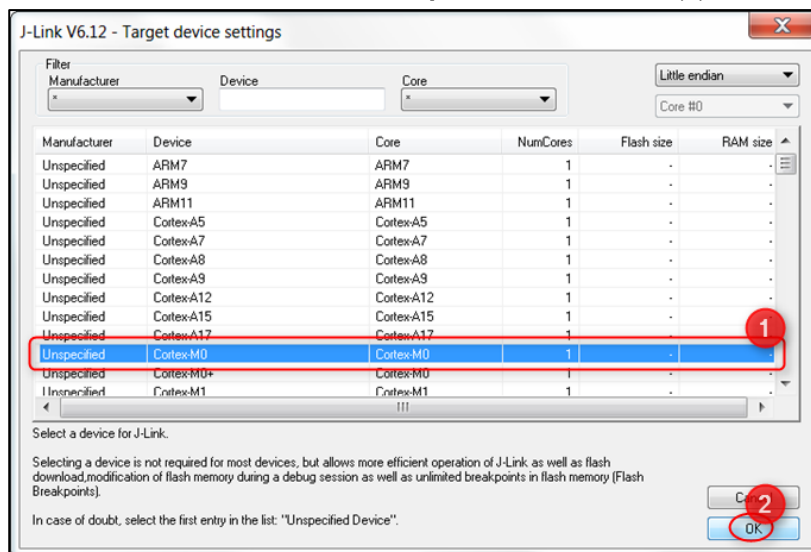 J-Link V6.12 - Target device settings
Filter
Manufacturer Device Core Little endian
* * Core #0
Manufacturer Device Core NumCores Flash size RAM size
Unspecified ARM7 ARM7 1 - -
Unspecified ARM9 ARM9 1 - -
Unspecified ARM11 ARM11 1 - -
Unspecified Cortex-A5 Cortex-A5 1 - -
Unspecified Cortex-A7 Cortex-A7 1 - -
Unspecified Cortex-A8 Cortex-A8 1 - -
Unspecified Cortex-A9 Cortex-A9 1 - -
Unspecified Cortex-A12 Cortex-A12 1 - -
Unspecified Cortex-A15 Cortex-A15 1 - -
Unspecified Cortex-A17 Cortex-A17 1 - 1
Unspecified Cortex-M0 Cortex-M0 1 - -
Unspecified Cortex-M0+ Cortex-M0 1 - -
Unspecified Cortex-M1 Cortex-M1 1 - -
Select a device for J-Link.
Selecting a device is not required for most devices, but allows more efficient operation of J-Link as well as flash
download,modification of flash memory during a debug session as well as unlimited breakpoints in flash memory (Flash
Breakpoints).
2
In case of doubt, select the first entry in the list: "Unspecified Device".
OK